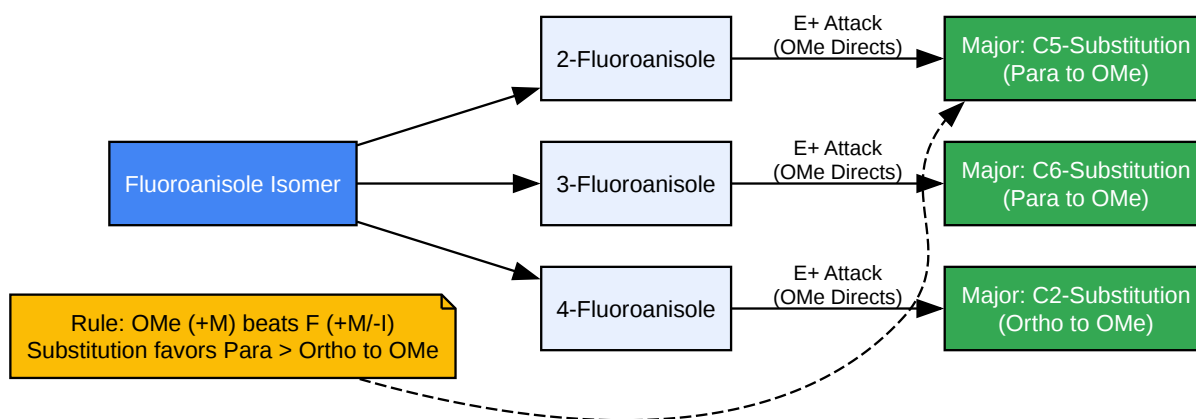 Fluoroanisole Isomer
2-Fluoroanisole
E+ Attack
(OMe Directs)
Major: C5-Substitution
(Para to OMe)
3-Fluoroanisole
E+ Attack
(OMe Directs)
Major: C6-Substitution
(Para to OMe)
4-Fluoroanisole
E+ Attack
(OMe Directs)
Major: C2-Substitution
(Ortho to OMe)
Rule: OMe (+M) beats F (+M/-I)
Substitution favors Para > Ortho to OMe